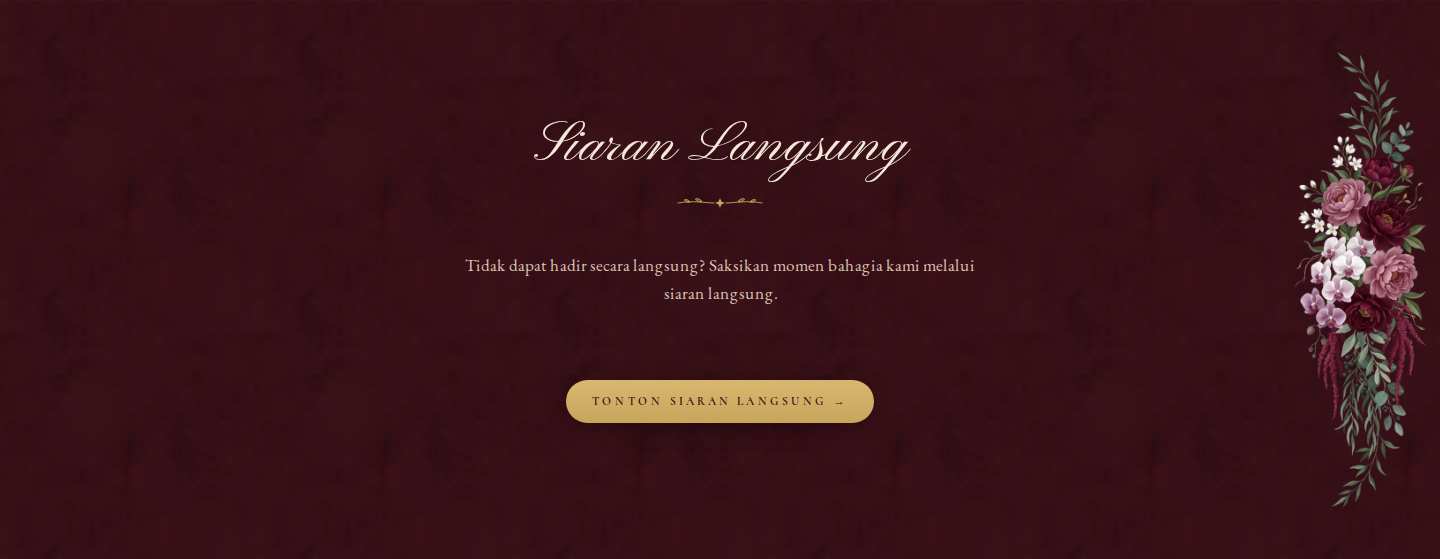 Siaran Langsung
Tidak dapat hadir secara langsung? Saksikan momen bahagia kami melalui
siaran langsung.
TONTON SIARAN LANGSUNG →